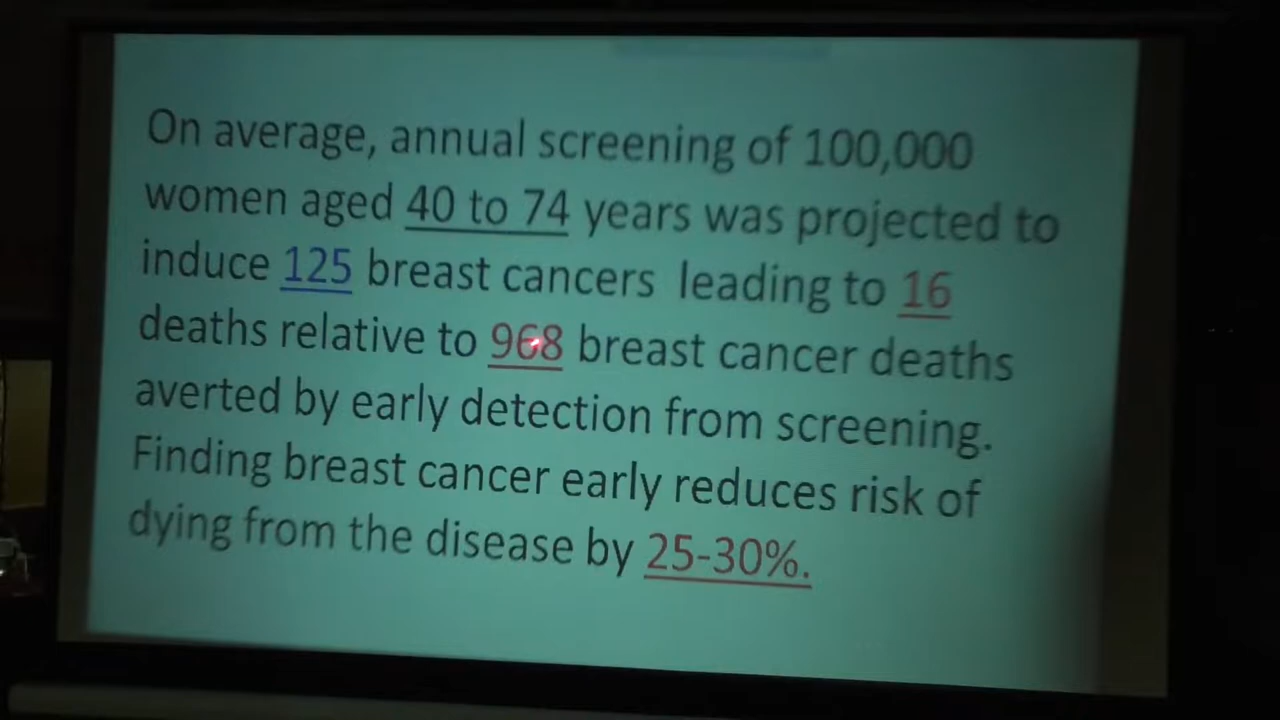 On average, annual screening of 100,000
women aged 40 to 74 years was projected to
induce 125 breast cancers leading to 16
deaths relative to 968 breast cancer deaths
averted by early detection from screening.
Finding breast cancer early reduces risk of
dying from the disease by 25-30%.